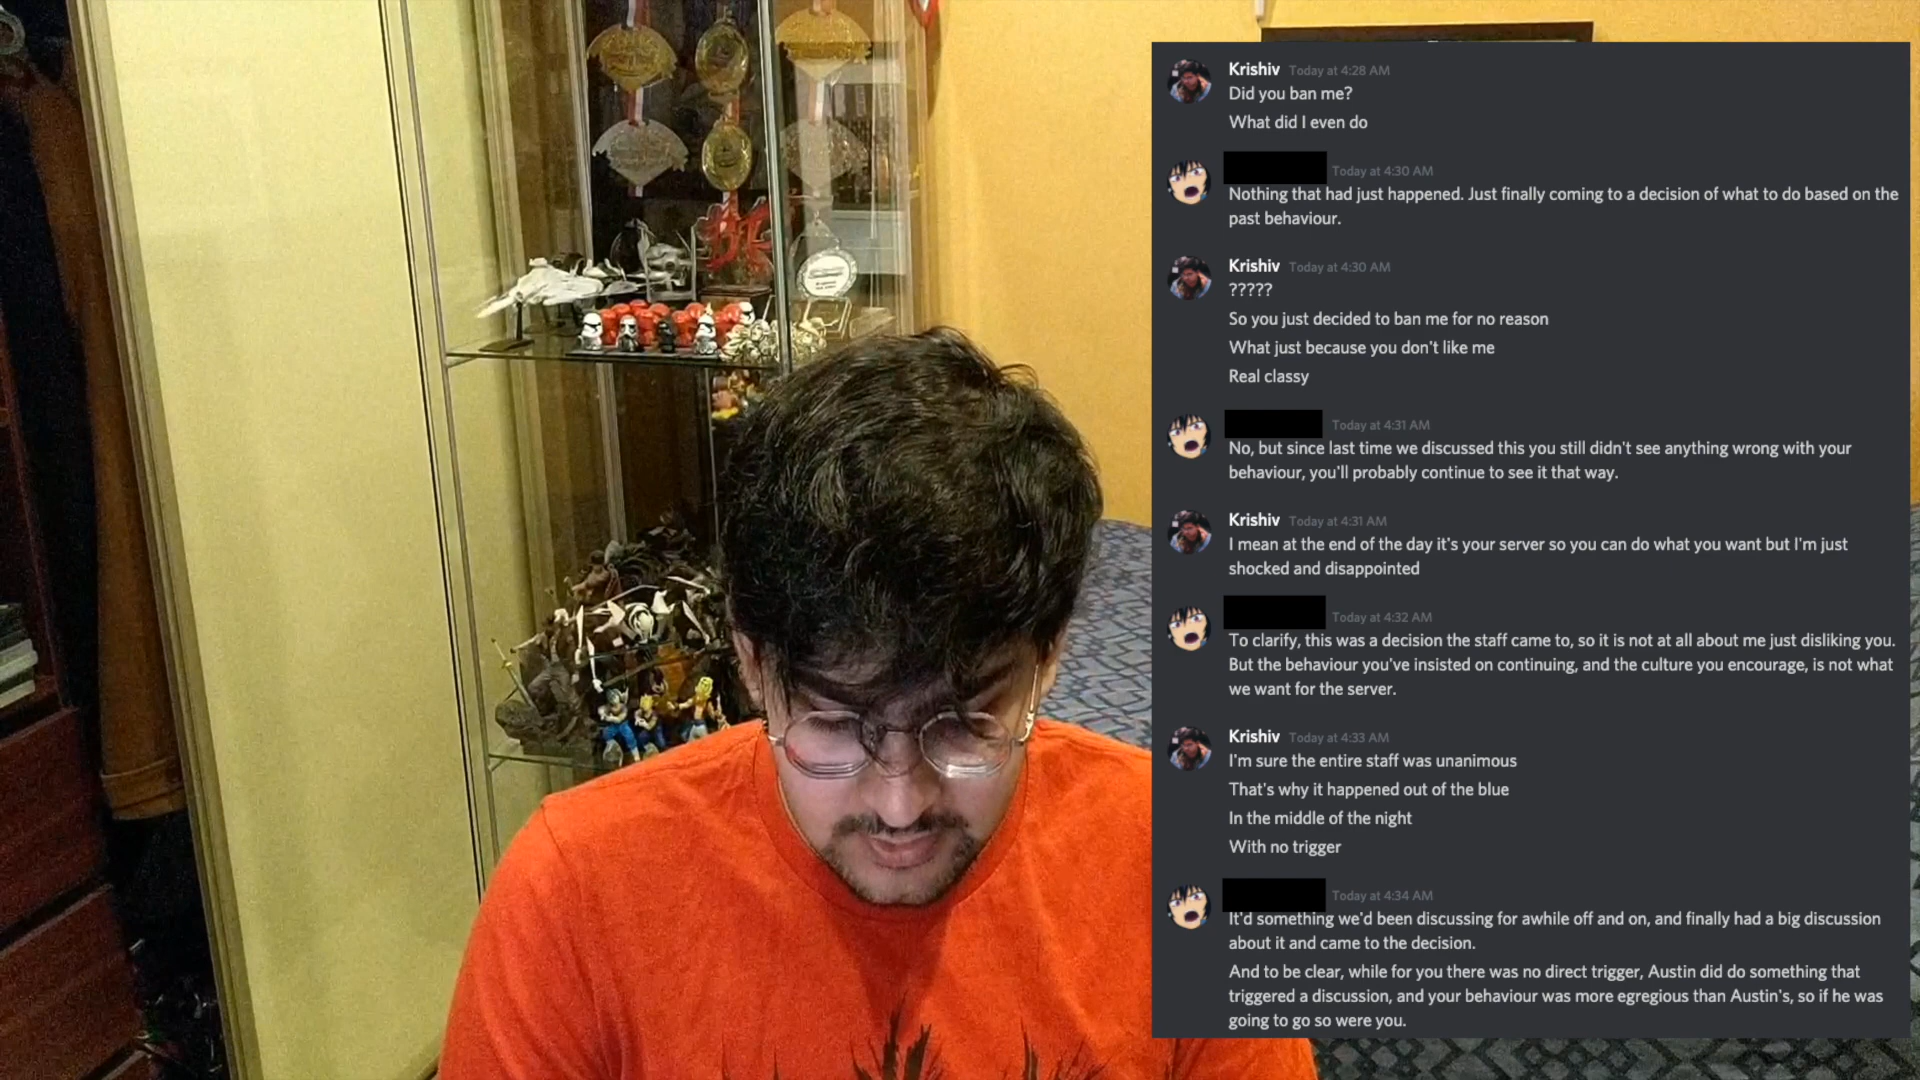 Krishiv Today at 4:28 AM
Did you ban me?
What did I even do
Today at 4:30 AM
Nothing that had just happened. Just finally coming to a decision of what to do based on the
past behaviour.
Krishiv Today at 4:30 AM
?????
So you just decided to ban me for no reason
What just because you don't like me
Real classy
Today at 4:31 AM
No, but since last time we discussed this you still didn't see anything wrong with your
behaviour, you'll probably continue to see it that way.
Krishiv Today at 4:31 AM
I mean at the end of the day it's your server so you can do what you want but I'm just
shocked and disappointed
Today at 4:32 AM
To clarify, this was a decision the staff came to, so it is not at all about me just disliking you.
But the behaviour you've insisted on continuing, and the culture you encourage, is not what
we want for the server.
Krishiv Today at 4:33 AM
I'm sure the entire staff was unanimous
That's why it happened out of the blue
In the middle of the night
With no trigger
Today at 4:34 AM
It'd something we'd been discussing for awhile off and on, and finally had a big discussion
about it and came to the decision.
And to be clear, while for you there was no direct trigger, Austin did do something that
triggered a discussion, and your behaviour was more egregious than Austin's, so if he was
going to go so were you.